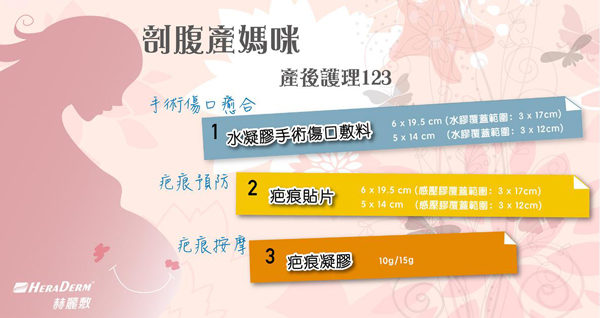 剖腹產媽咪
產後護理123
手術傷口癒合
1 水凝膠手術傷口敷料
6 x 19.5 cm (水膠覆蓋範圍: 3 x 17cm)
5 x 14 cm (水膠覆蓋範圍: 3 x 12cm)
疤痕預防
2 疤痕貼片
6 x 19.5 cm (感壓膠覆蓋範圍: 3 x 17cm)
5 x 14 cm (感壓膠覆蓋範圍: 3 x 12cm)
疤痕按摩
3 疤痕凝膠
10g/15g
HERADERM®
赫麗敷